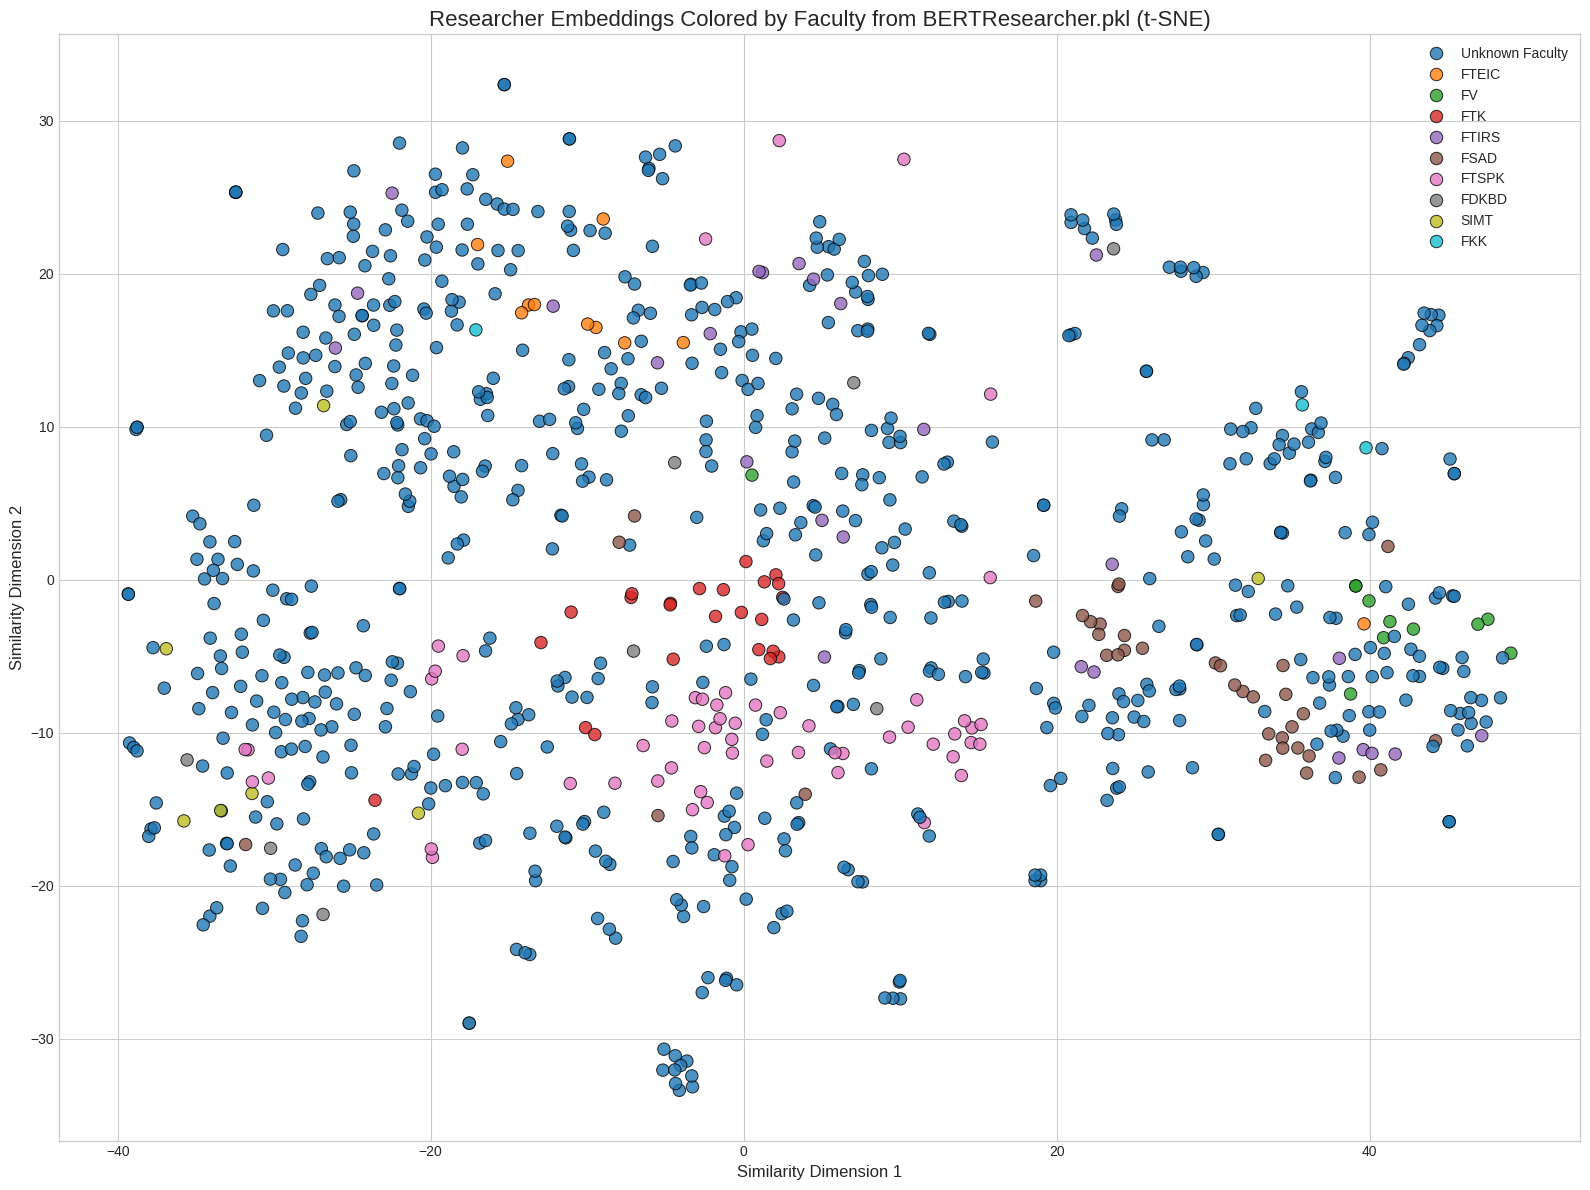 Researcher Embeddings Colored by Faculty from BERTResearcher.pkl (t-SNE)
Unknown Faculty
FTEIC
FV
FTK
FTIRS
FSAD
FTSPK
FDKBD
SIMT
FKK
30
20
10
0
−10
−20
−30
Similarity Dimension 2
−40
−20
0
20
40
Similarity Dimension 1